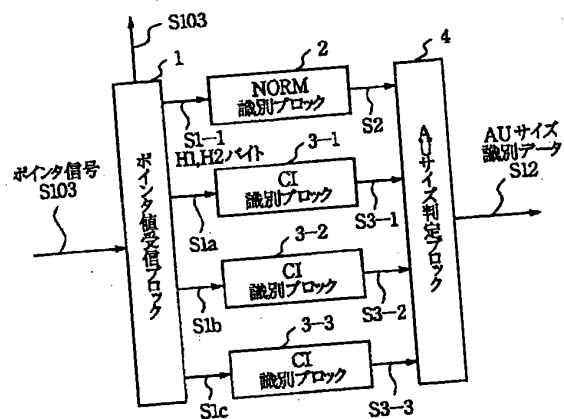 S103
1
2
4
NORM
識別ブロック
S1-1
H1,H2バイト
S2
ポインタ信号
S103
ポインタ値受信ブロック
3-1
CI
識別ブロック
S1a
S3-1
3-2
CI
識別ブロック
S1b
S3-2
3-3
CI
識別ブロック
S1c
S3-3
AUサイズ判定ブロック
AUサイズ
識別データ
S12